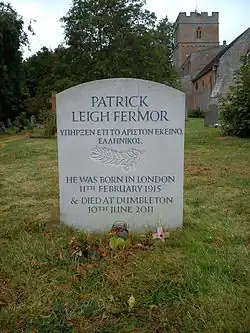 PATRICK
LEIGH FERMOR
ΥΠΗΡΞΕΝ ΕΤΙ ΤΟ ΑΡΙΣΤΟΝ ΕΚΕΙΝΟ,
ΕΛΛΗΝΙΚΟΣ.
HE WAS BORN IN LONDON
11TH FEBRUARY 1915
& DIED AT DUMBLETON
10TH JUNE 2011